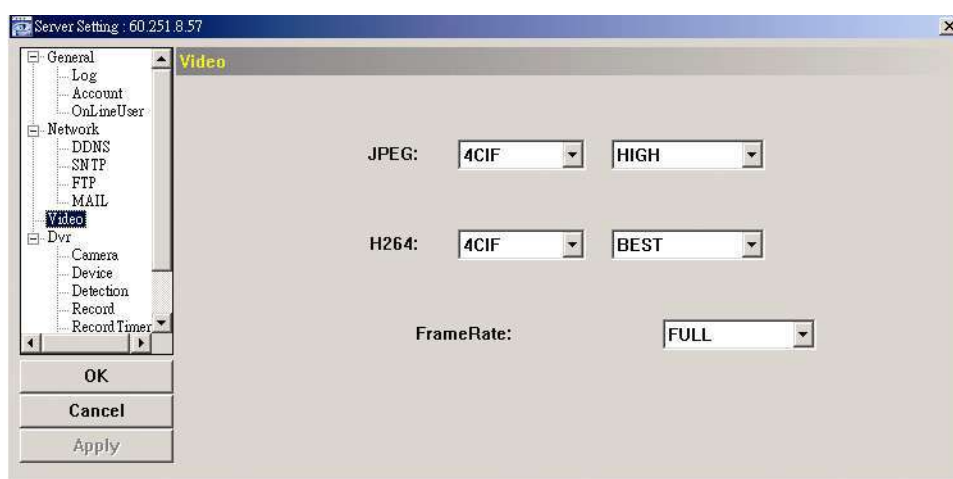 Server Setting : 60.251.8.57
General
Log
Account
OnLineUser
Network
DDNS
SNTP
FTP
MAIL
Video
Dvr
Camera
Device
Detection
Record
Record Timer
OK
Cancel
Apply
Video
JPEG: 4CIF HIGH
H264: 4CIF BEST
FrameRate: FULL